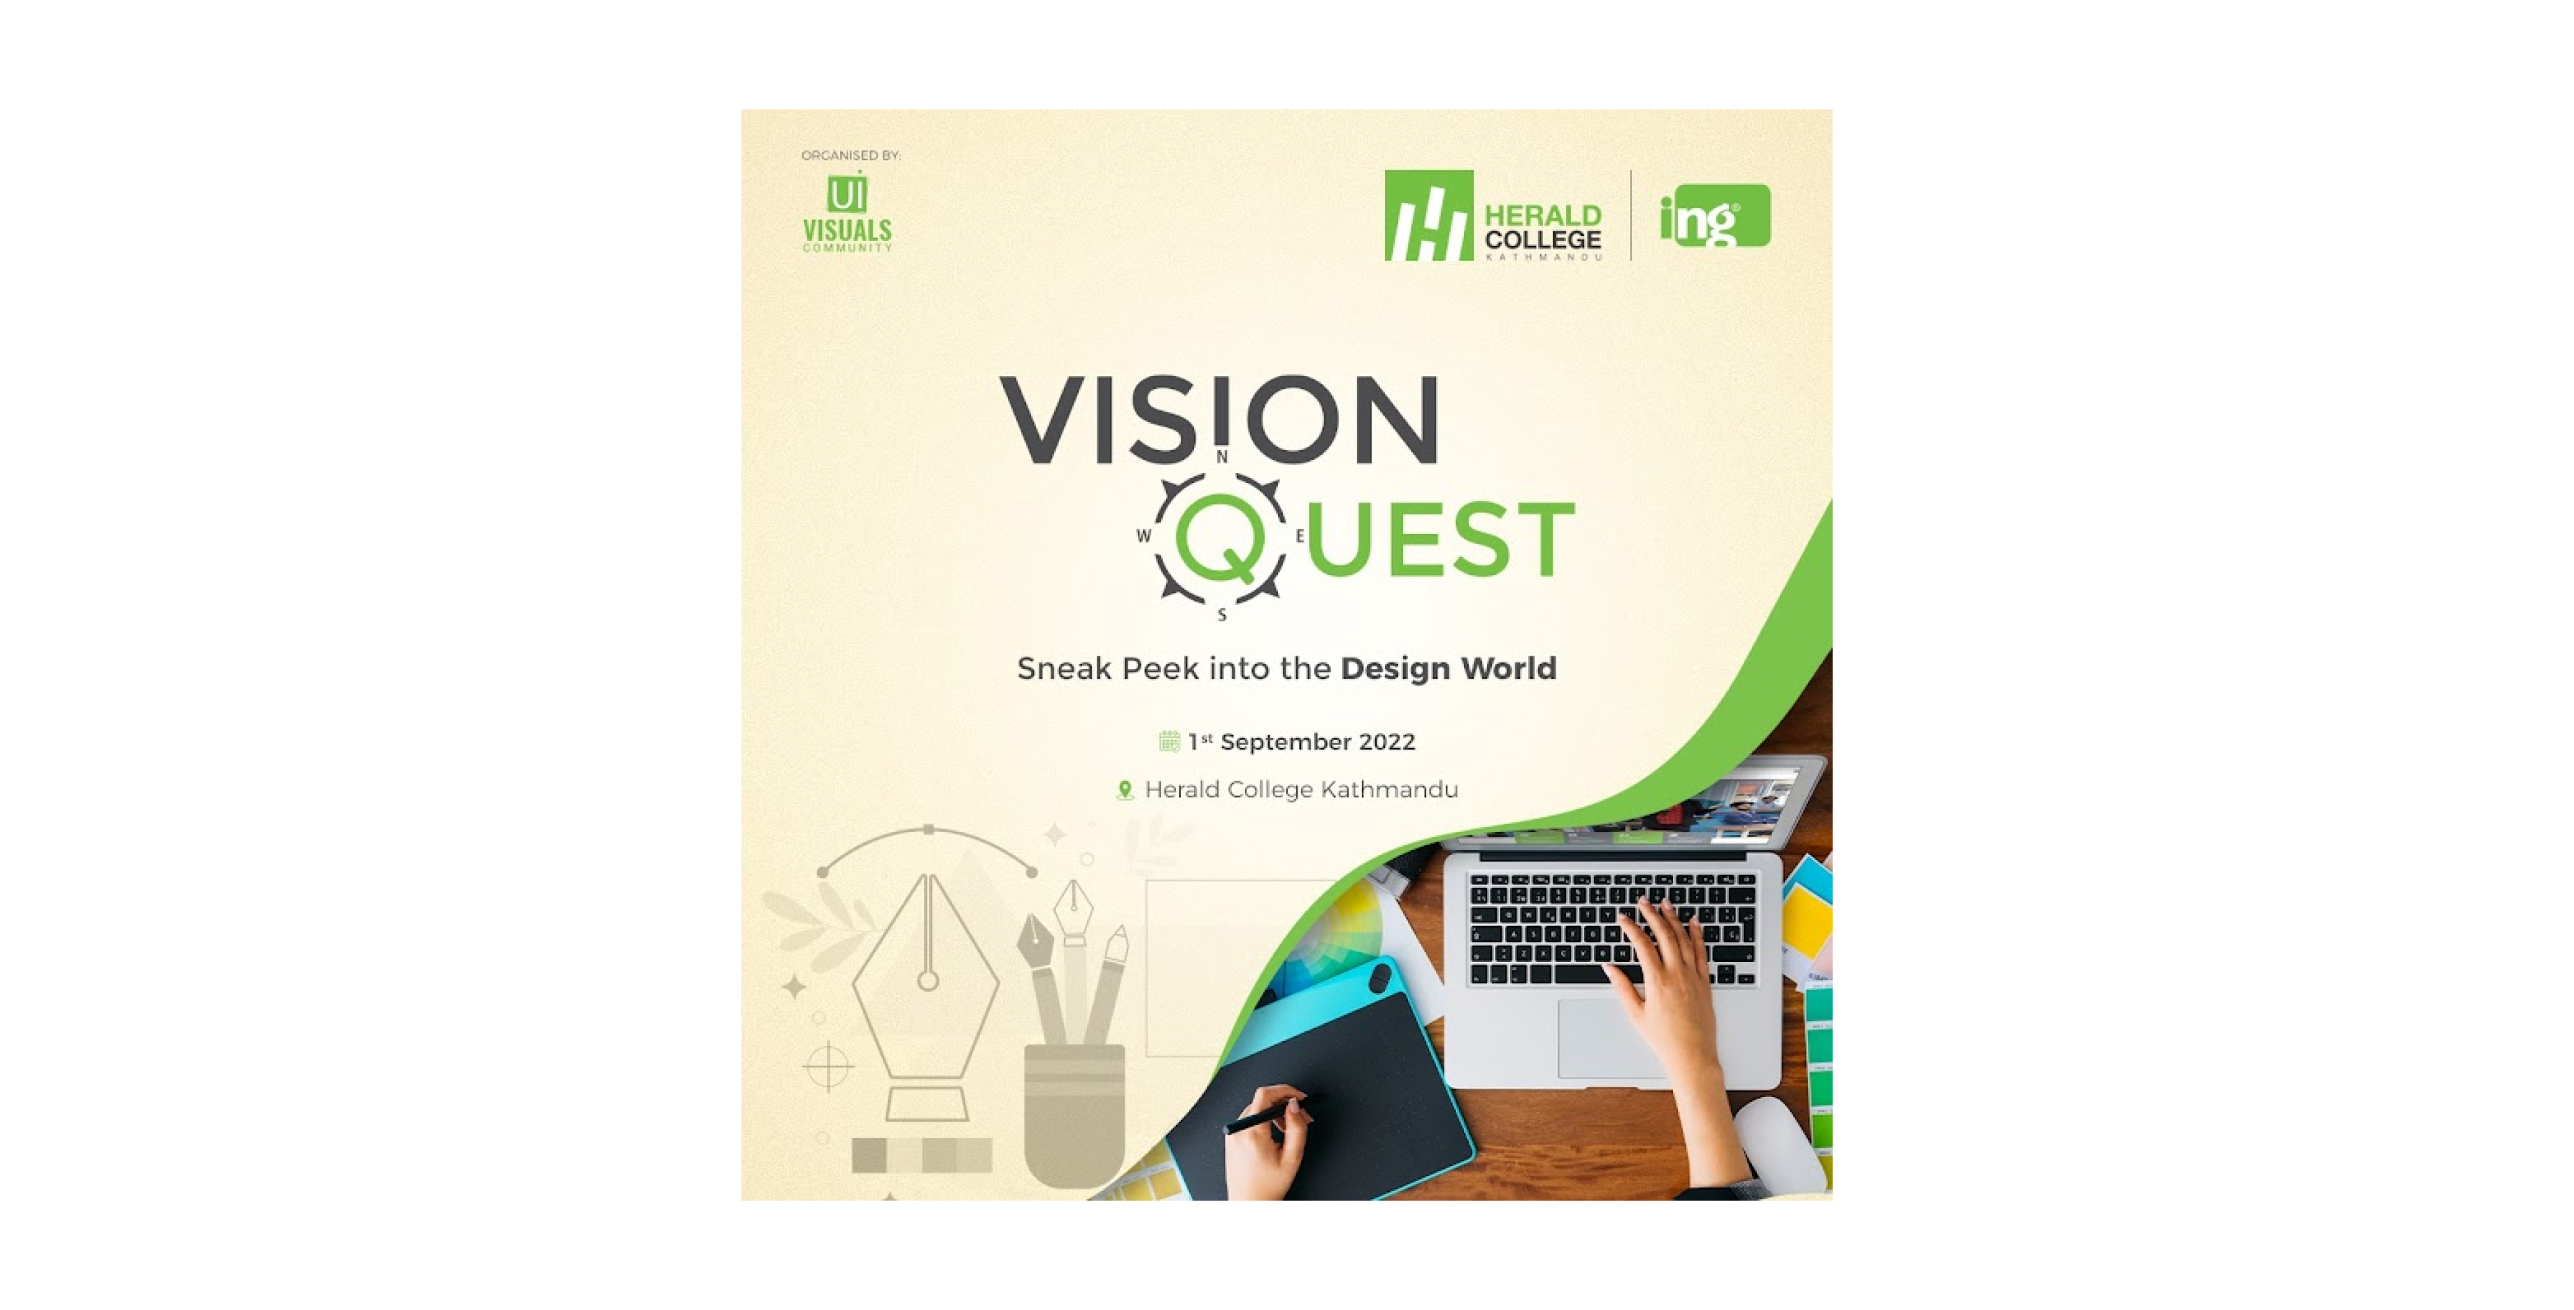 ORGANISED BY:
UI
VISUALS
COMMUNITY
HERALD
COLLEGE
KATHMANDU
ing®
VISION
N
W
QUEST
E
S
Sneak Peek into the Design World
1st September 2022
Herald College Kathmandu